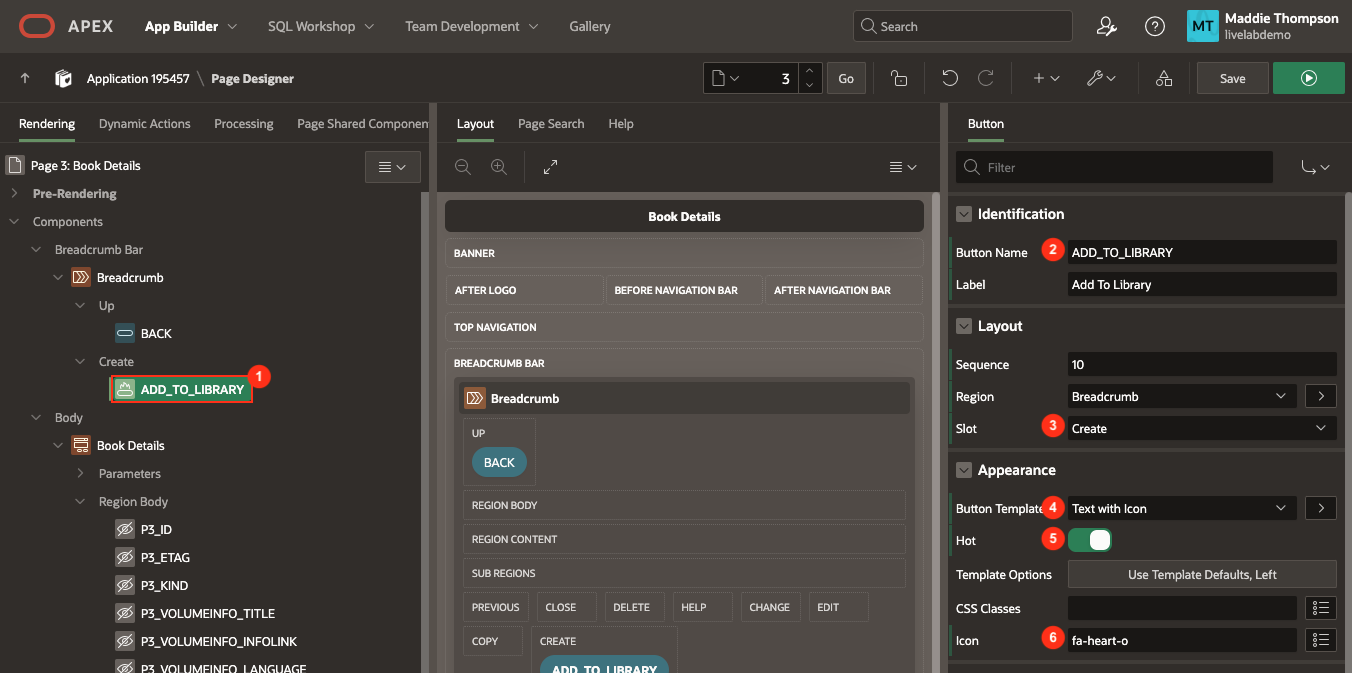 APEX
App Builder
SQL Workshop
Team Development
Gallery
Search
MT
Maddie Thompson
livelabdemo
Application 195457 \ Page Designer
3
Go
Save
Rendering
Dynamic Actions
Processing
Page Shared Componen
Page 3: Book Details
Pre-Rendering
Components
Breadcrumb Bar
Breadcrumb
Up
BACK
Create
ADD_TO_LIBRARY
1
Body
Book Details
Parameters
Region Body
P3_ID
P3_ETAG
P3_KIND
P3_VOLUMEINFO_TITLE
P3_VOLUMEINFO_INFOLINK
P3_VOLUMEINFO_LANGUAGE
Layout
Page Search
Help
Book Details
BANNER
AFTER LOGO
BEFORE NAVIGATION BAR
AFTER NAVIGATION BAR
TOP NAVIGATION
BREADCRUMB BAR
Breadcrumb
UP
BACK
REGION BODY
REGION CONTENT
SUB REGIONS
PREVIOUS
CLOSE
DELETE
HELP
CHANGE
EDIT
COPY
CREATE
ADD_TO_LIBRARY
Button
Filter
Identification
Button Name
2
ADD_TO_LIBRARY
Label
Add To Library
Layout
Sequence
10
Region
Breadcrumb
Slot
3
Create
Appearance
Button Template
4
Text with Icon
Hot
5
Template Options
Use Template Defaults, Left
CSS Classes
Icon
6
fa-heart-o